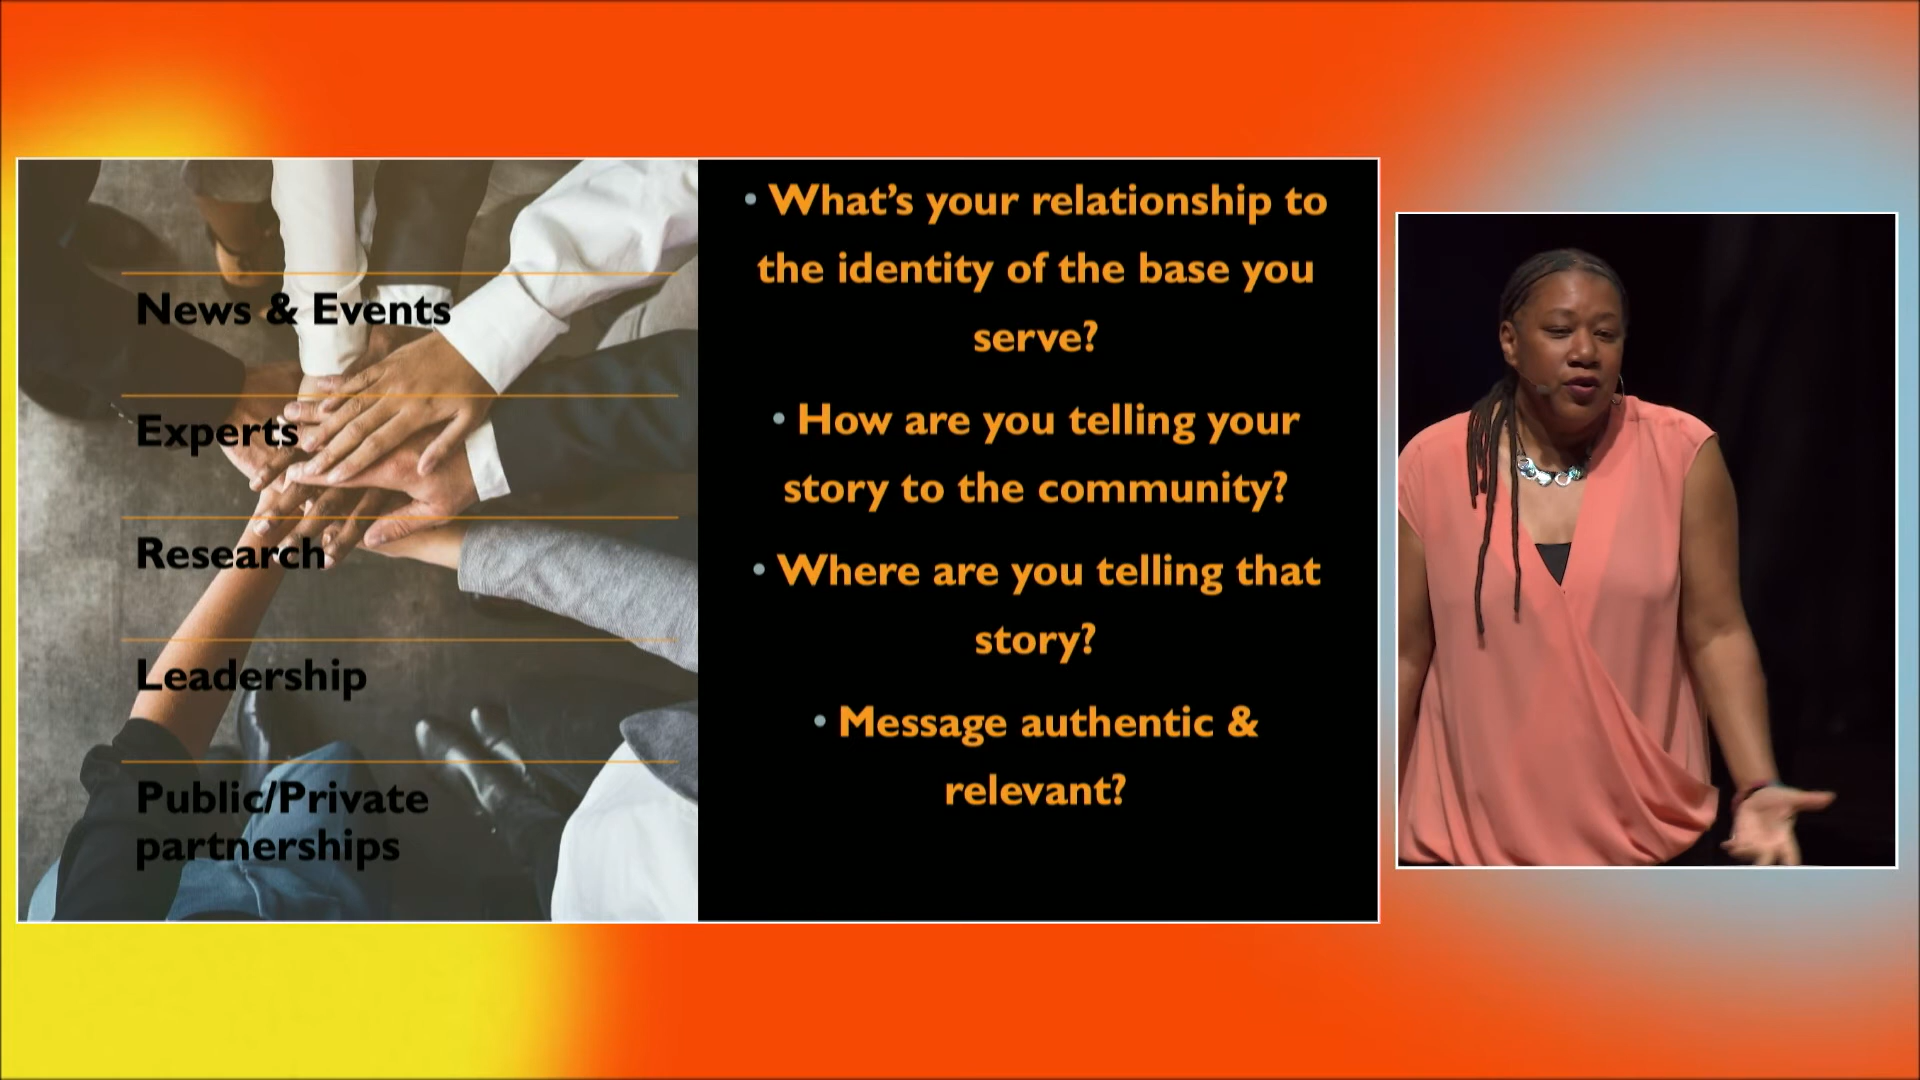 News & Events
Experts
Research
Leadership
Public/Private
partnerships
• What’s your relationship to
the identity of the base you
serve?
• How are you telling your
story to the community?
• Where are you telling that
story?
• Message authentic &
relevant?